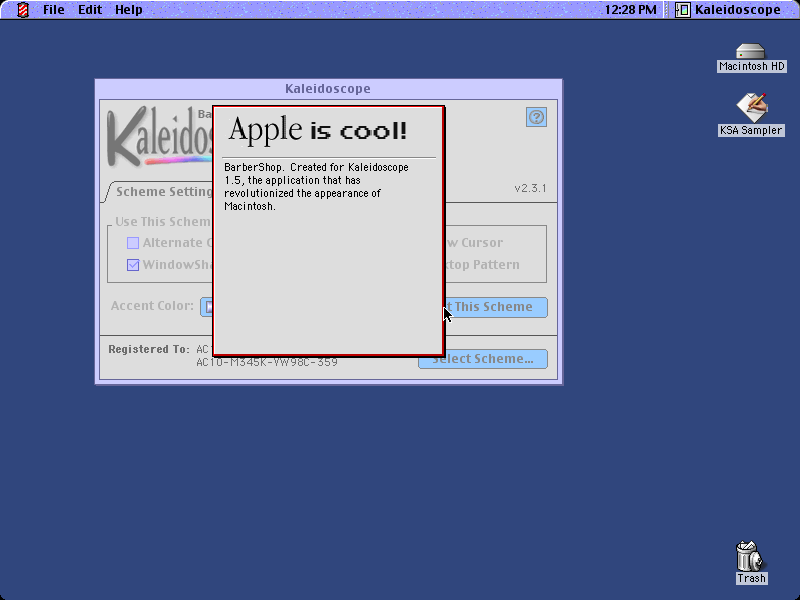 File Edit Help 12:28 PM Kaleidoscope
Macintosh HD
KSA Sampler
Kaleidoscope
Kaleidos
Ba
Apple is cool!
BarberShop. Created for Kaleidoscope
1.5, the application that has
revolutionized the appearance of
Macintosh.
Scheme Setting
v2.3.1
Use This Schem
Alternate C
w Cursor
WindowSha
top Pattern
Accent Color:
t This Scheme
Registered To: AC
AC10-M345K-VW98C-359
Select Scheme...
Trash